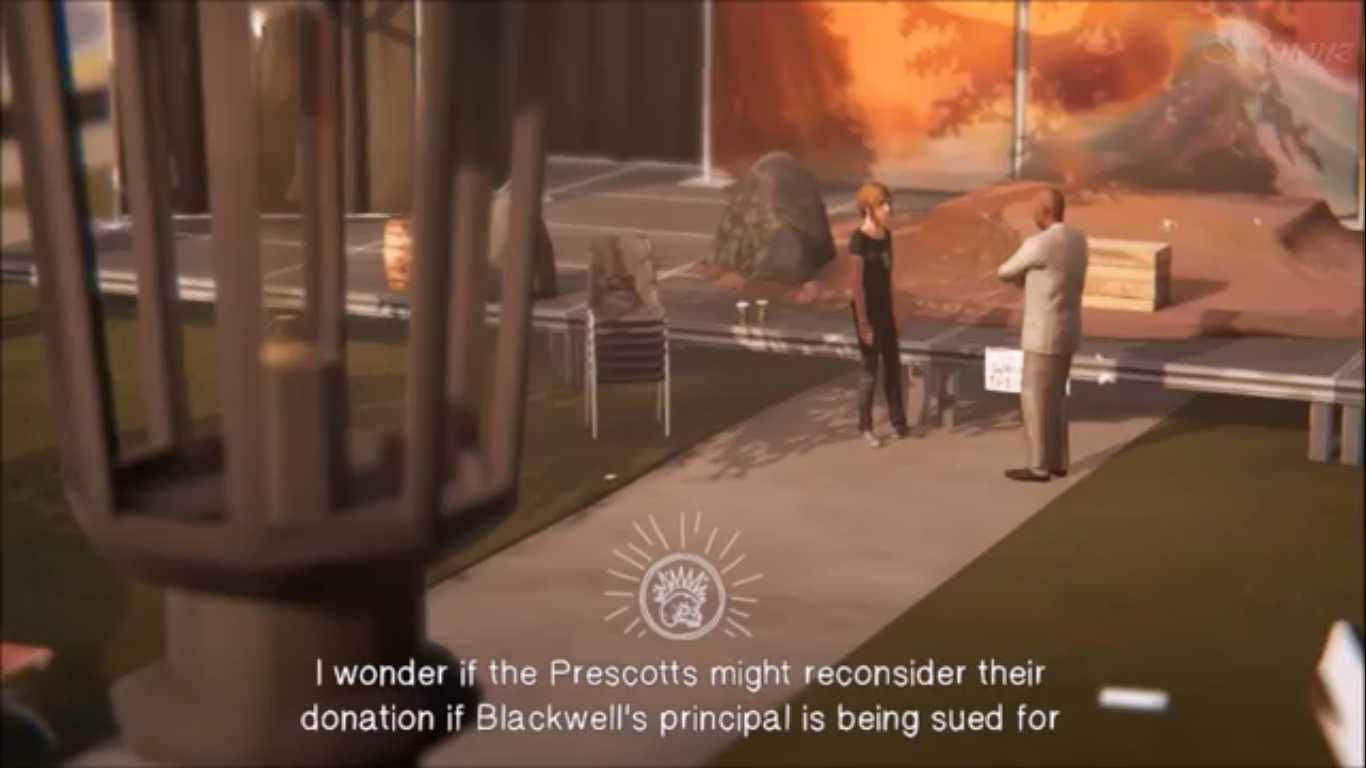 I wonder if the Prescotts might reconsider their
donation if Blackwell's principal is being sued for